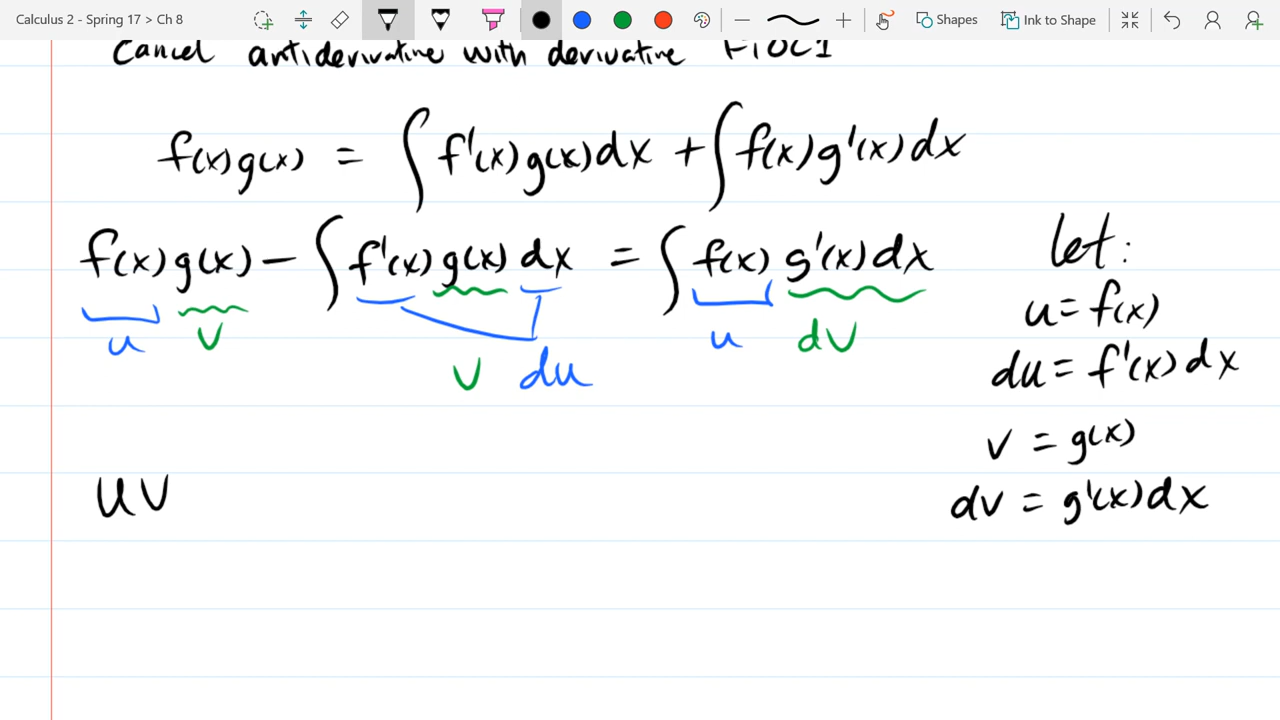 Calculus 2 - Spring 17 > Ch 8
Shapes
Ink to Shape
Cancel antiderivative with derivative FTOC1
f(x)g(x) = ∫ f'(x)g(x)dx + ∫ f(x)g'(x)dx
f(x)g(x) - ∫ f'(x)g(x)dx = ∫ f(x)g'(x)dx
u v v du u dv
let:
u = f(x)
du = f'(x)dx
v = g(x)
dv = g'(x)dx
uv